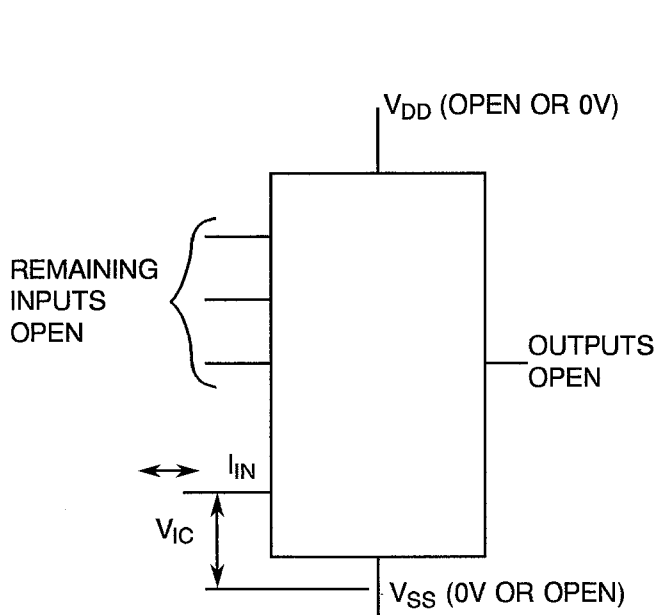 VDD (OPEN OR 0V)
REMAINING
INPUTS
OPEN
OUTPUTS
OPEN
IIN
VIC
VSS (0V OR OPEN)